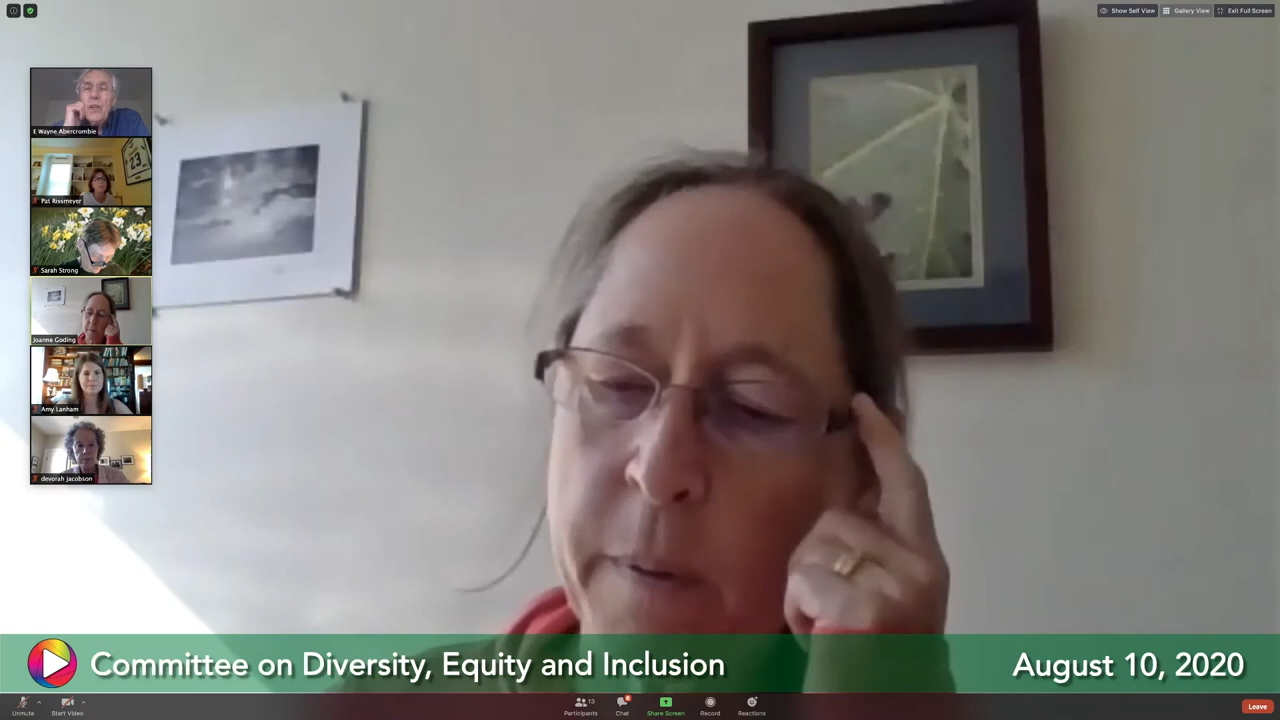 Show Self View
Gallery View
Exit Full Screen
E Wayne Abercrombie
23
Pat Rissmeyer
Sarah Strong
Joanne Goding
Amy Lanham
devorah jacobson
Committee on Diversity, Equity and Inclusion
August 10, 2020
Unmute
Start Video
Participants
13
Chat
Share Screen
Record
Reactions
Leave